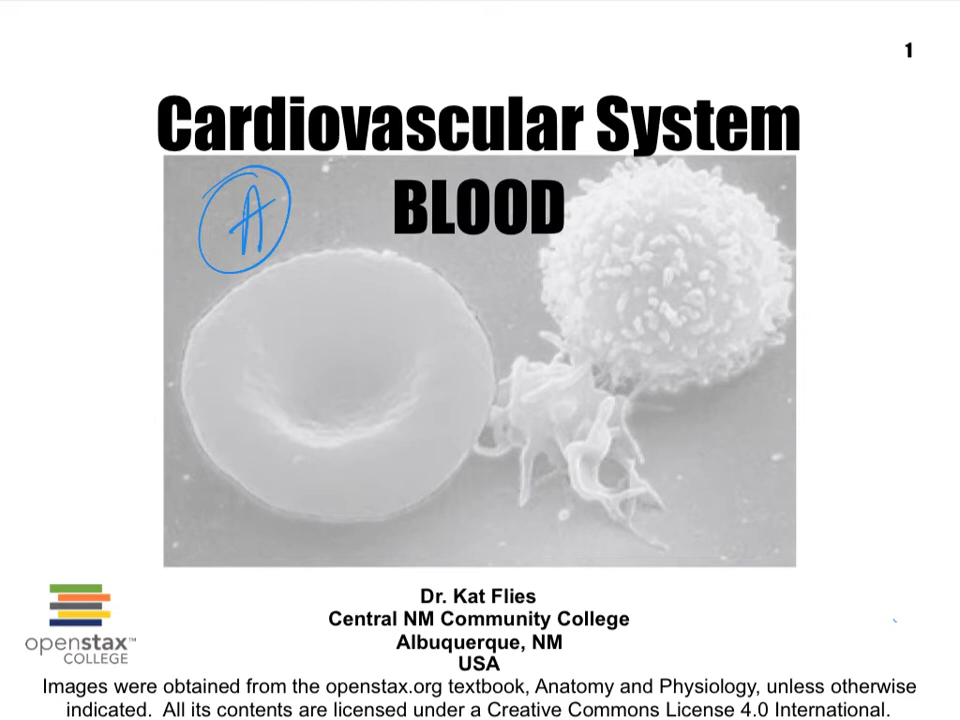 1
Cardiovascular System
BLOOD
A
Dr. Kat Flies
Central NM Community College
Albuquerque, NM
USA
openstax™
COLLEGE
Images were obtained from the openstax.org textbook, Anatomy and Physiology, unless otherwise
indicated.  All its contents are licensed under a Creative Commons License 4.0 International.